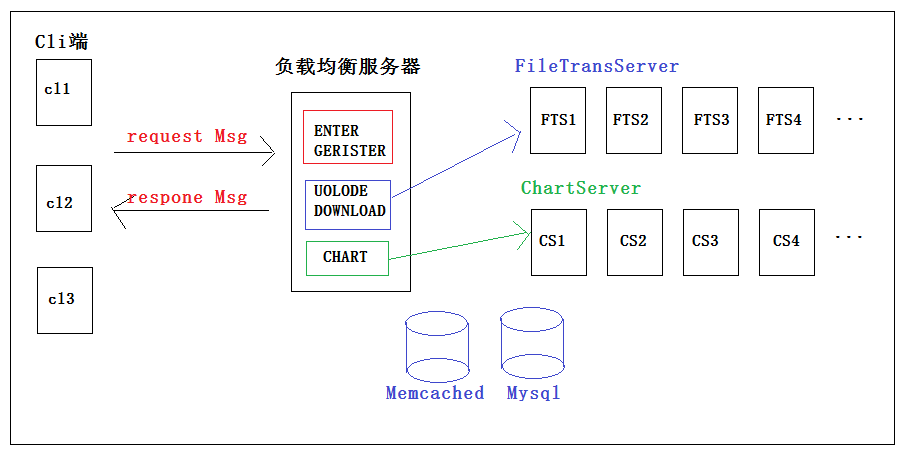 Cli端
cl1
cl2
cl3
request Msg
respone Msg
负载均衡服务器
ENTER
GERISTER
UOLODE
DOWNLOAD
CHART
FileTransServer
FTS1 FTS2 FTS3 FTS4 ...
ChartServer
CS1 CS2 CS3 CS4 ...
Memcached Mysql